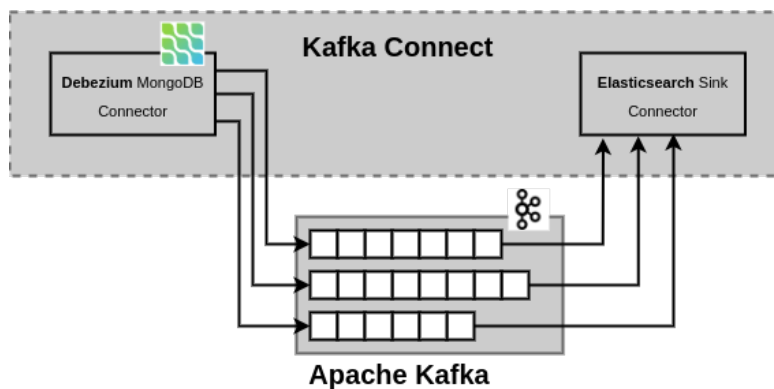 Kafka Connect
Debezium MongoDB
Connector
Elasticsearch Sink
Connector
Apache Kafka